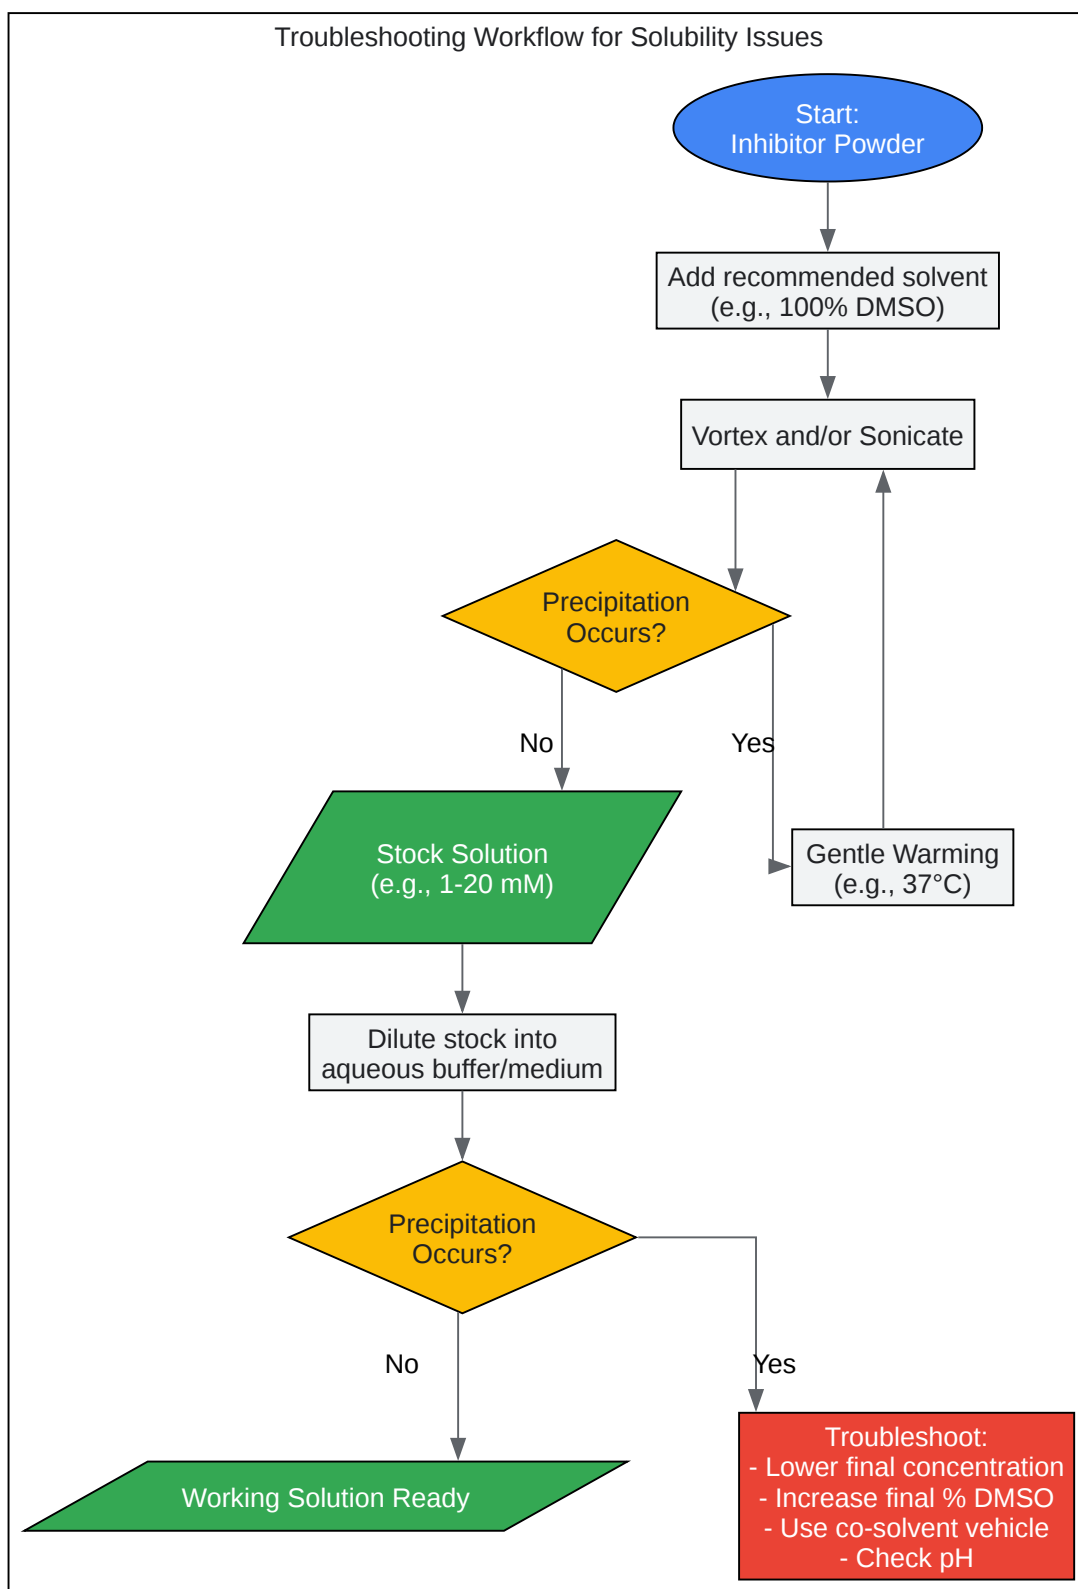 Troubleshooting Workflow for Solubility Issues
Start:
Inhibitor Powder
Add recommended solvent
(e.g., 100% DMSO)
Vortex and/or Sonicate
Precipitation
Occurs?
No
Yes
Stock Solution
(e.g., 1-20 mM)
Gentle Warming
(e.g., 37°C)
Dilute stock into
aqueous buffer/medium
Precipitation
Occurs?
No
Yes
Working Solution Ready
Troubleshoot:
- Lower final concentration
- Increase final % DMSO
- Use co-solvent vehicle
- Check pH